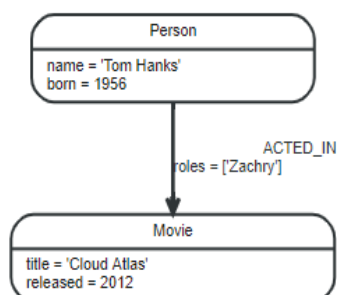 Person
name = 'Tom Hanks'
born = 1956
ACTED_IN
roles = ['Zachry']
Movie
title = 'Cloud Atlas'
released = 2012